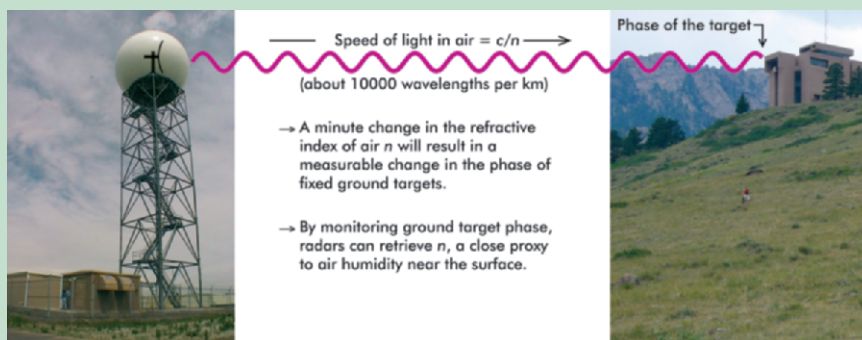 Speed of light in air = c/n
Phase of the target
(about 10000 wavelengths per km)
→ A minute change in the refractive
index of air n will result in a
measurable change in the phase of
fixed ground targets.
→ By monitoring ground target phase,
radars can retrieve n, a close proxy
to air humidity near the surface.